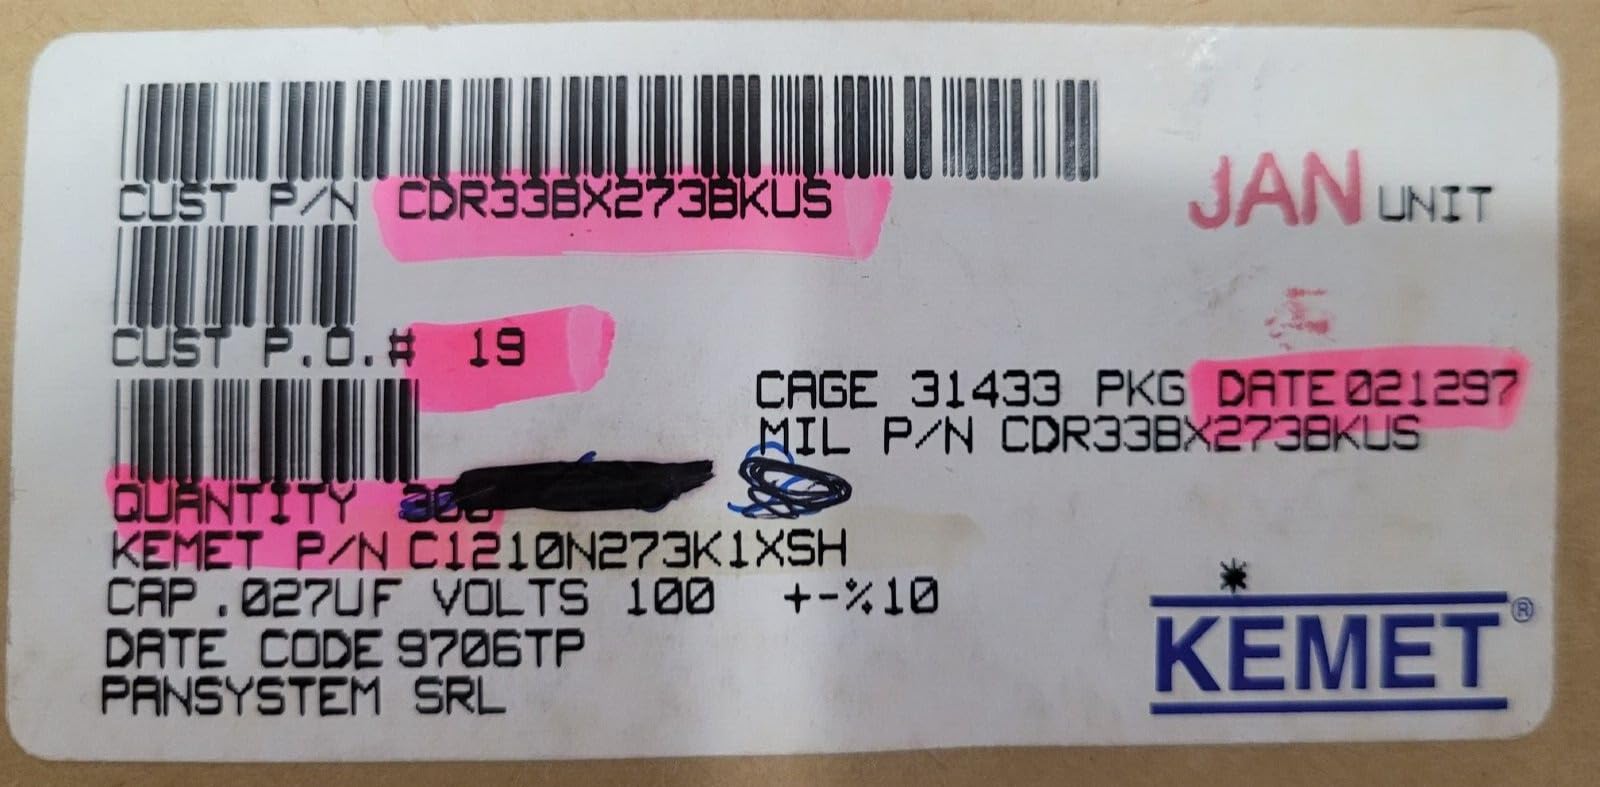 CUST P/N CDR33BX273BKUS
JAN UNIT
CUST P.O.# 19
CAGE 31433 PKG DATE 021297
MIL P/N CDR33BX273BKUS
QUANTITY
KEMET P/N C1210N273K1XSH
CAP .027UF VOLTS 100 +-%10
DATE CODE 9706TP
PANSYSTEM SRL
*
KEMET®